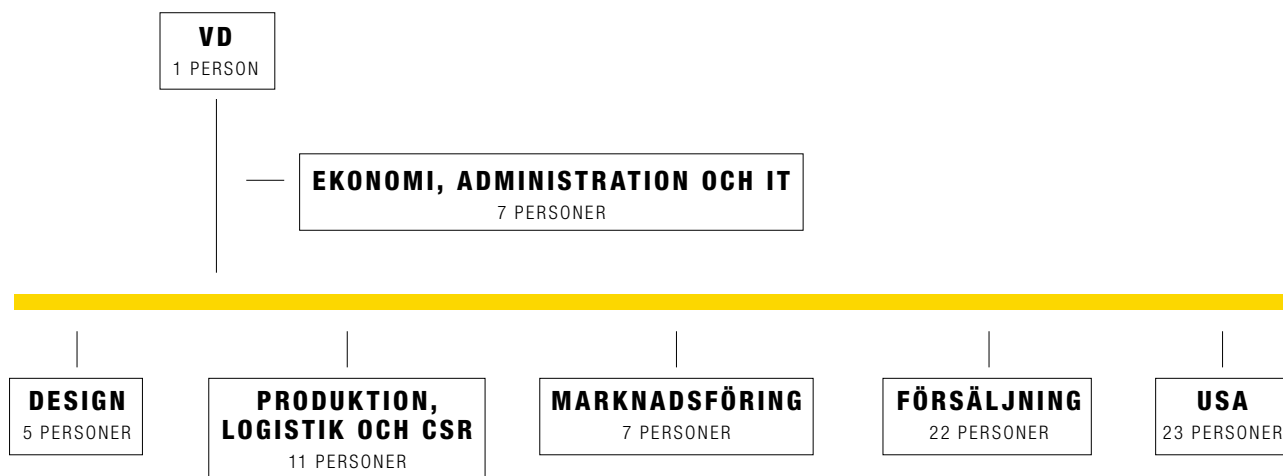 VD
1 PERSON
EKONOMI, ADMINISTRATION OCH IT
7 PERSONER
DESIGN
5 PERSONER
PRODUKTION,
LOGISTIK OCH CSR
11 PERSONER
MARKNADSFÖRING
7 PERSONER
FÖRSÄLJNING
22 PERSONER
USA
23 PERSONER